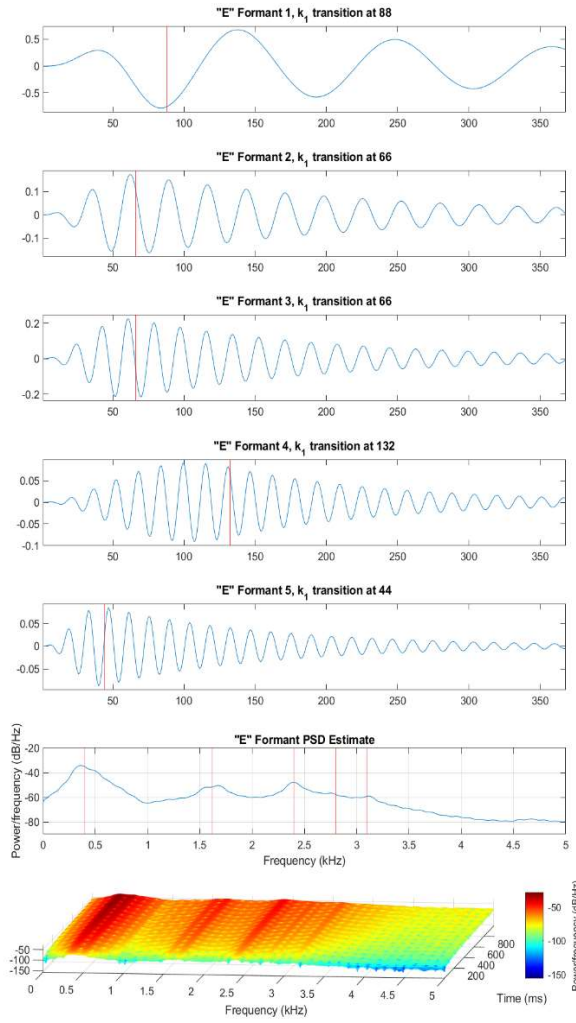 "E" Formant 1, k1 transition at 88
0.5
0
-0.5
50 100 150 200 250 300 350
"E" Formant 2, k1 transition at 66
0.1
0
-0.1
50 100 150 200 250 300 350
"E" Formant 3, k1 transition at 66
0.2
0
-0.2
50 100 150 200 250 300 350
"E" Formant 4, k1 transition at 132
0.05
0
-0.05
-0.1
50 100 150 200 250 300 350
"E" Formant 5, k1 transition at 44
0.05
0
-0.05
50 100 150 200 250 300 350
"E" Formant PSD Estimate
Power/frequency (dB/Hz)
-20
-40
-60
-80
0 0.5 1 1.5 2 2.5 3 3.5 4 4.5 5
Frequency (kHz)
-50
-100
-150
0 0.5 1 1.5 2 2.5 3 3.5 4 4.5 5
Frequency (kHz)
200 400 600 800
Time (ms)
-50
-100
-150
Power/frequency (dB/Hz)